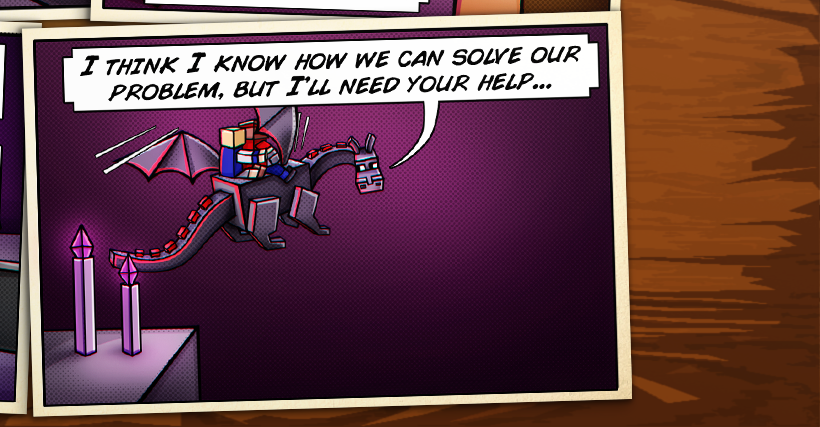 I THINK I KNOW HOW WE CAN SOLVE OUR
PROBLEM, BUT I'LL NEED YOUR HELP...